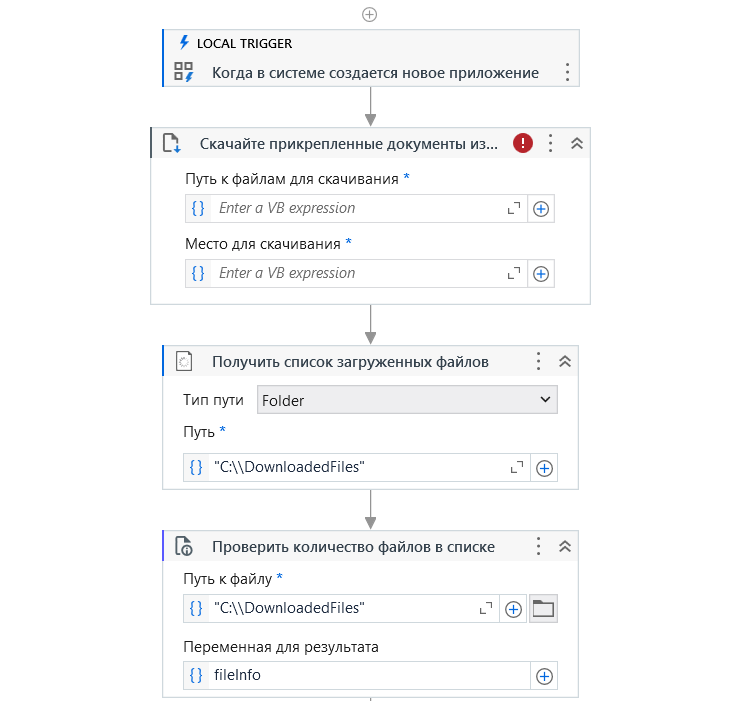 LOCAL TRIGGER
Когда в системе создается новое приложение
Скачайте прикрепленные документы из...
Путь к файлам для скачивания *
{} Enter a VB expression
Место для скачивания *
{} Enter a VB expression
Получить список загруженных файлов
Тип пути Folder
Путь *
{} "C:\\DownloadedFiles"
Проверить количество файлов в списке
Путь к файлу *
{} "C:\\DownloadedFiles"
Переменная для результата
{} fileInfo